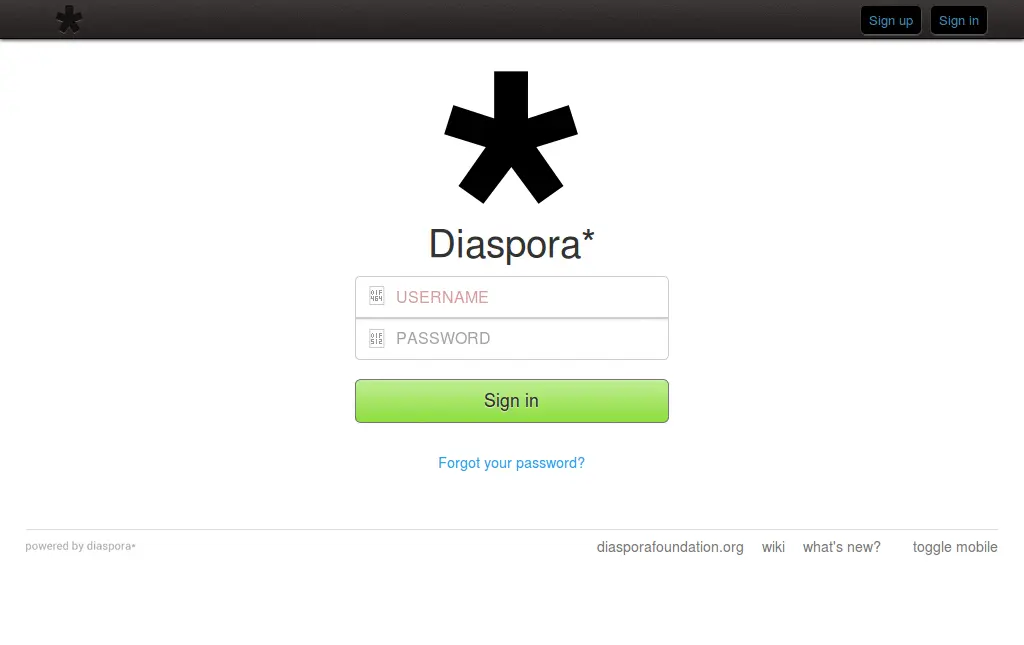 Sign up Sign in
Diaspora*
USERNAME
PASSWORD
Sign in
Forgot your password?
powered by diaspora* diasporafoundation.org wiki what's new? toggle mobile